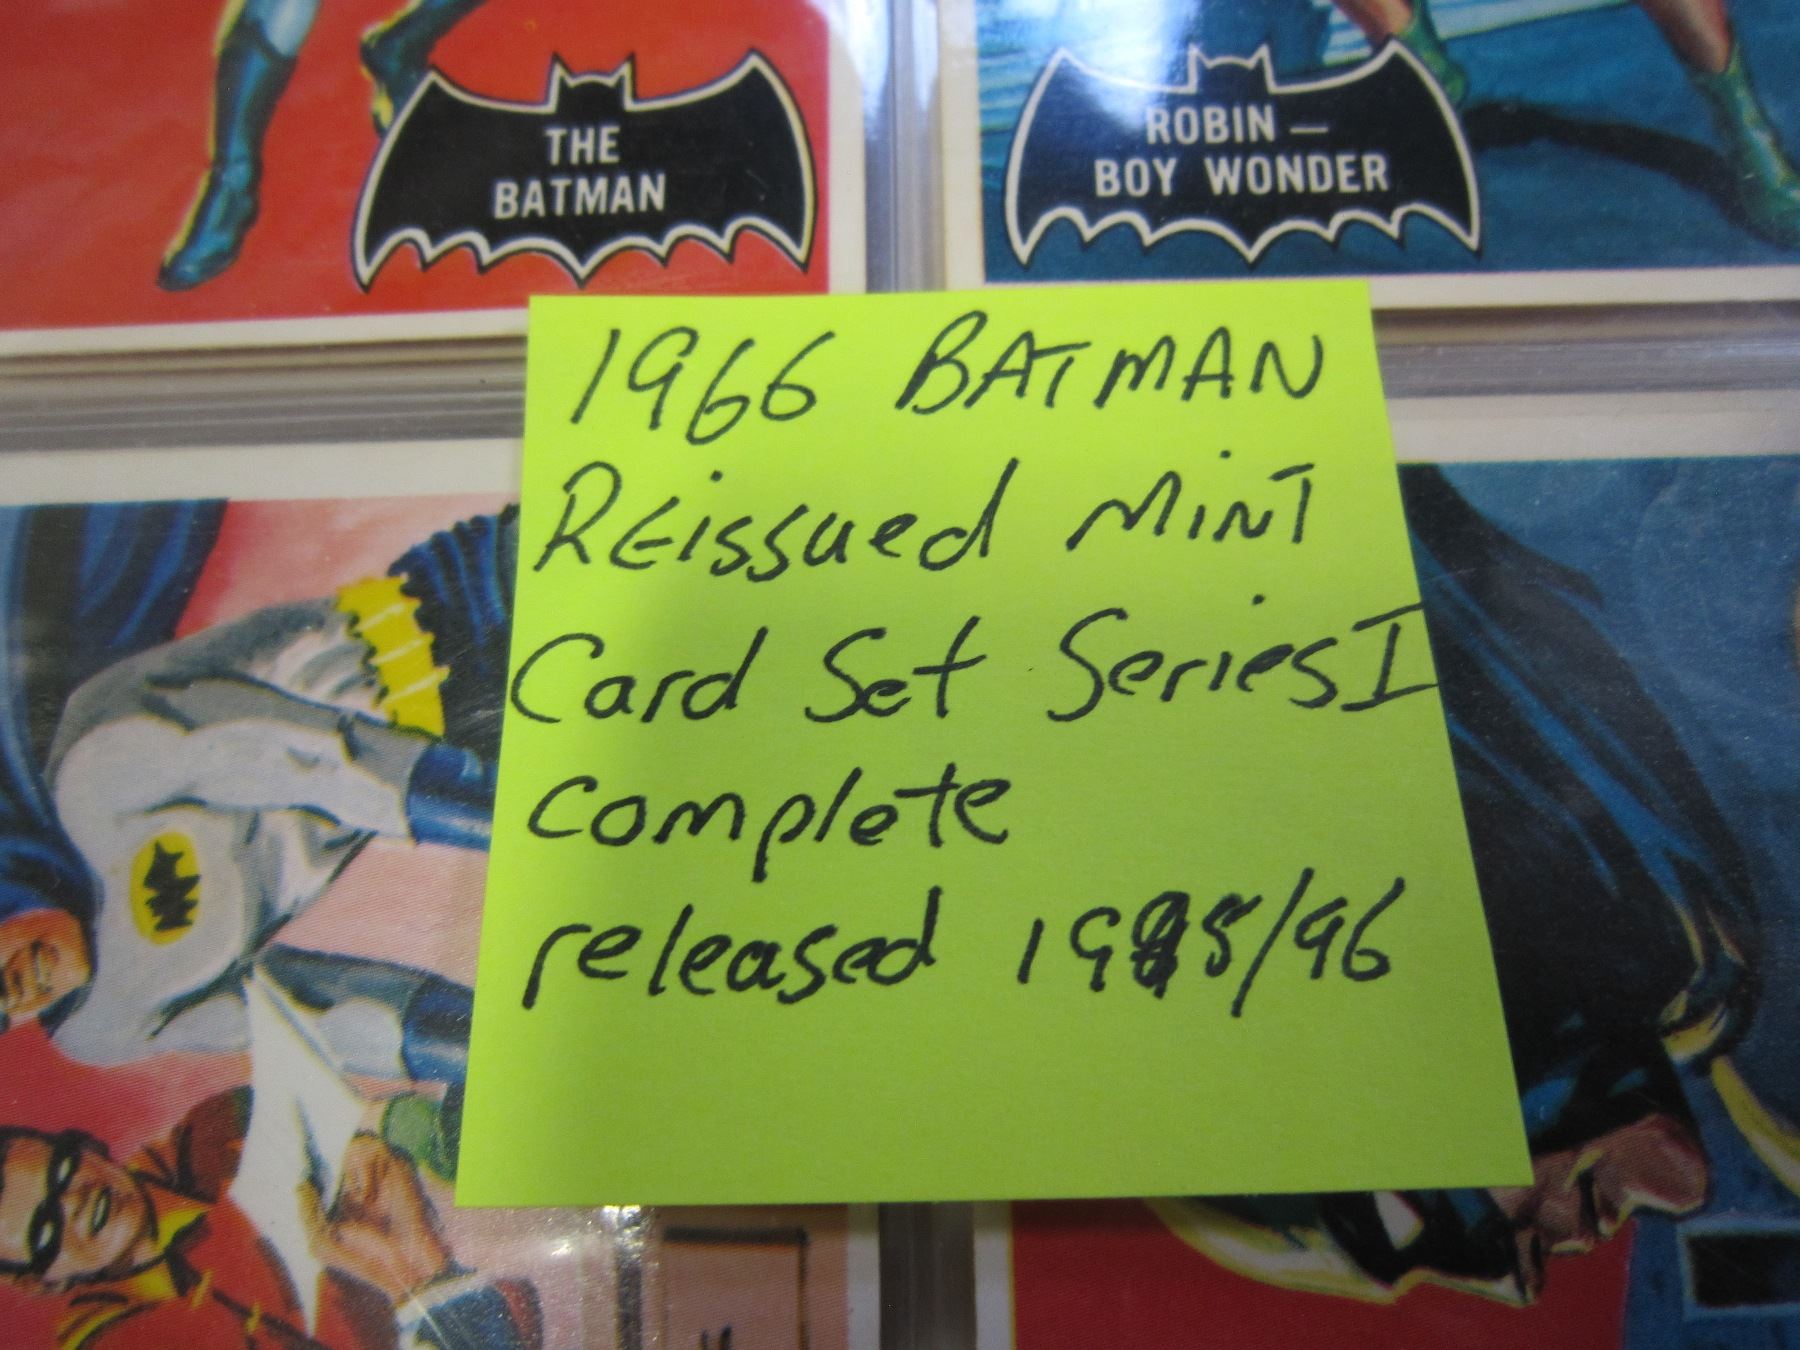 THE
BATMAN
ROBIN —
BOY WONDER
1966 BATMAN
REissued MINT
Card Set Series I
complete
released 1995/96